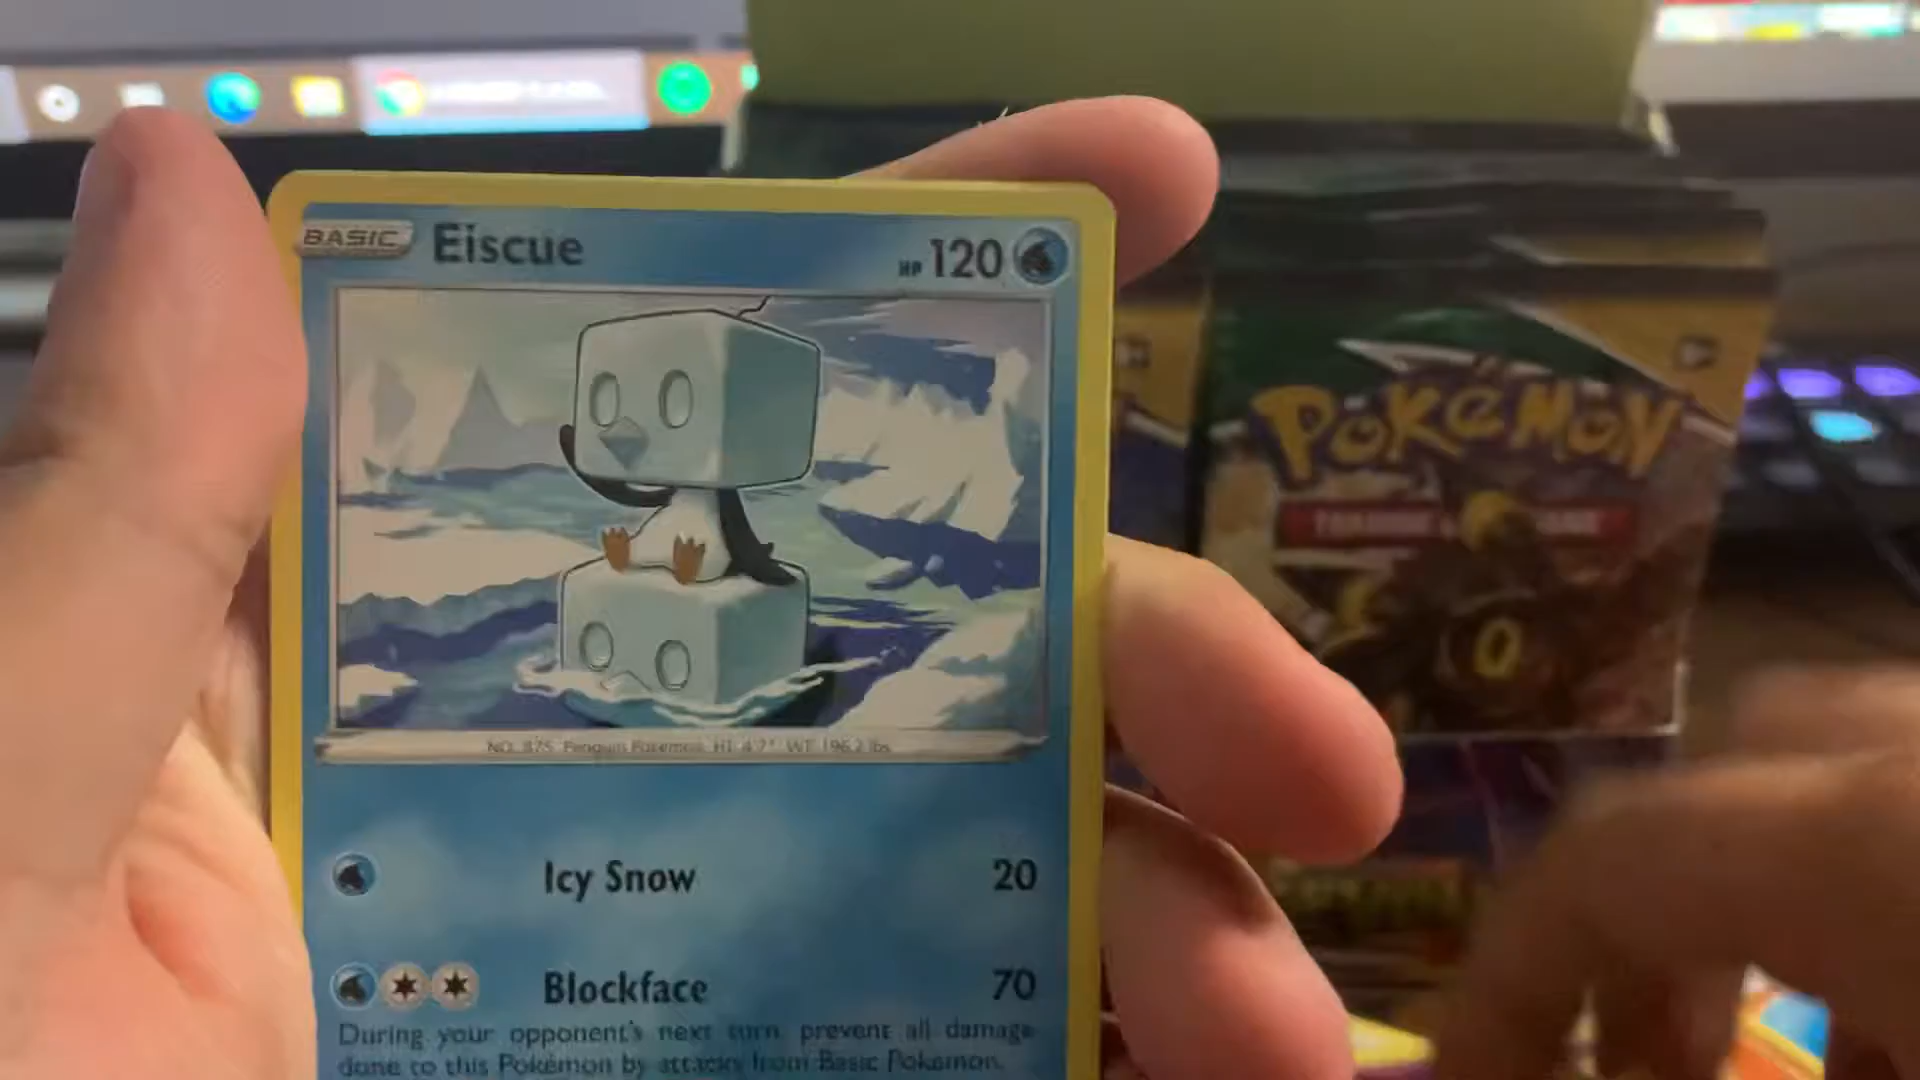 BASIC Eiscue HP 120
NO. 875 Penguin Pokémon HT: 4'7" WT: 196.2 lbs
Icy Snow 20
Blockface 70
During your opponent's next turn, prevent all damage
done to this Pokémon by attacks from Basic Pokémon.
POKéMON
TRADING GAME